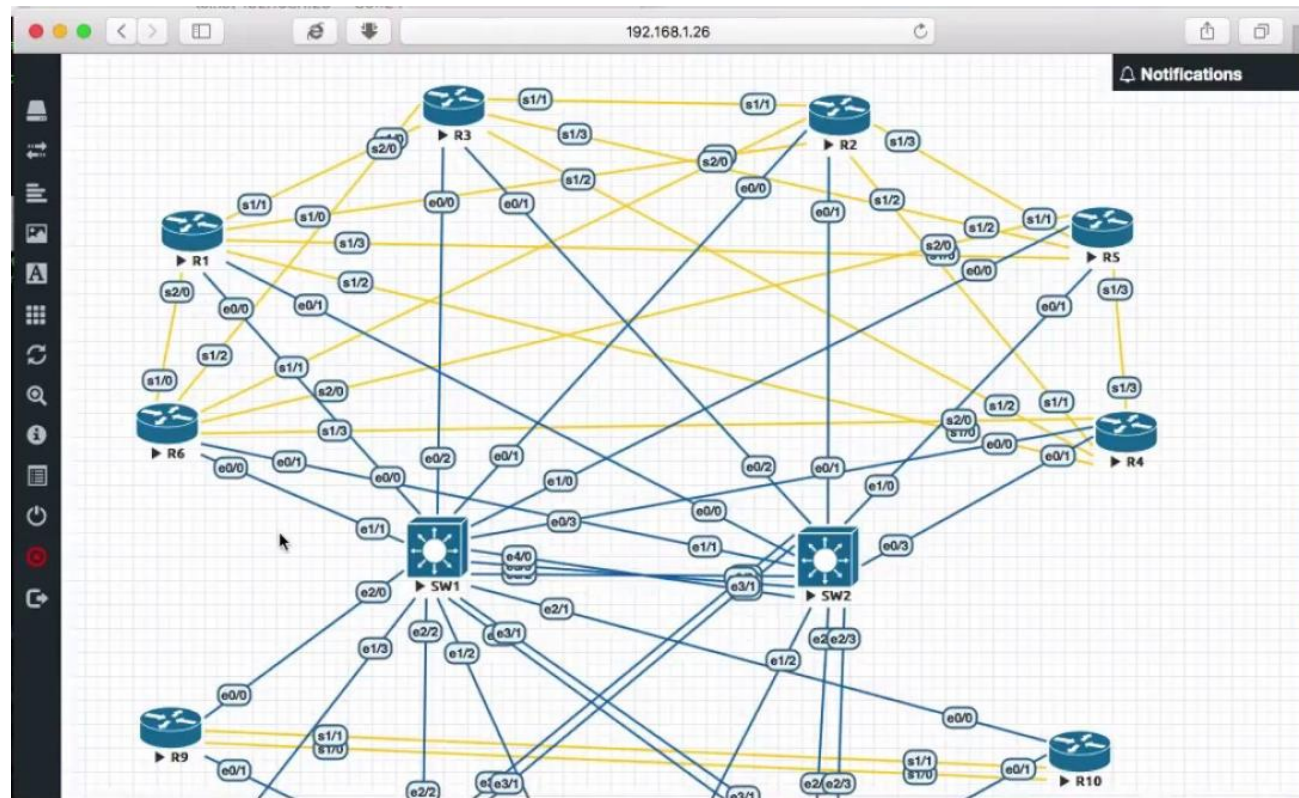 192.168.1.26
Notifications
s1/1
s1/1
R3
R2
s2/0
s1/3
s1/3
s2/0
s1/2
e0/0
s1/1
s1/0
e0/0
e0/1
e0/1
s1/2
s1/1
s1/2
R1
s1/3
s2/0
R5
s1/2
e0/0
s2/0
e0/0
e0/1
e0/1
s1/3
s1/2
s1/1
s1/0
s2/0
s1/3
s1/2
s1/1
s2/0
s1/0
R6
s1/3
e0/0
e0/1
R4
e0/0
e0/1
e0/2
e0/1
e0/2
e0/1
e0/0
e1/0
e1/0
e0/3
e0/0
e1/1
e1/1
e0/3
e4/0
e3/1
SW1
SW2
e2/0
e2/1
e2/2
e3/1
e1/3
e1/2
e2/3
e1/2
e0/0
e0/0
R9
s1/1
s1/0
s1/1
s1/0
e0/1
e0/1
R10
e2/2
e3/1
e3/1
e2/3